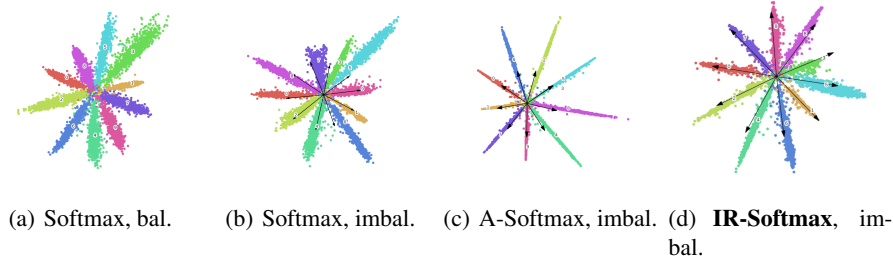 (a) Softmax, bal.
(b) Softmax, imbal.
(c) A-Softmax, imbal.
(d) IR-Softmax, im-
bal.